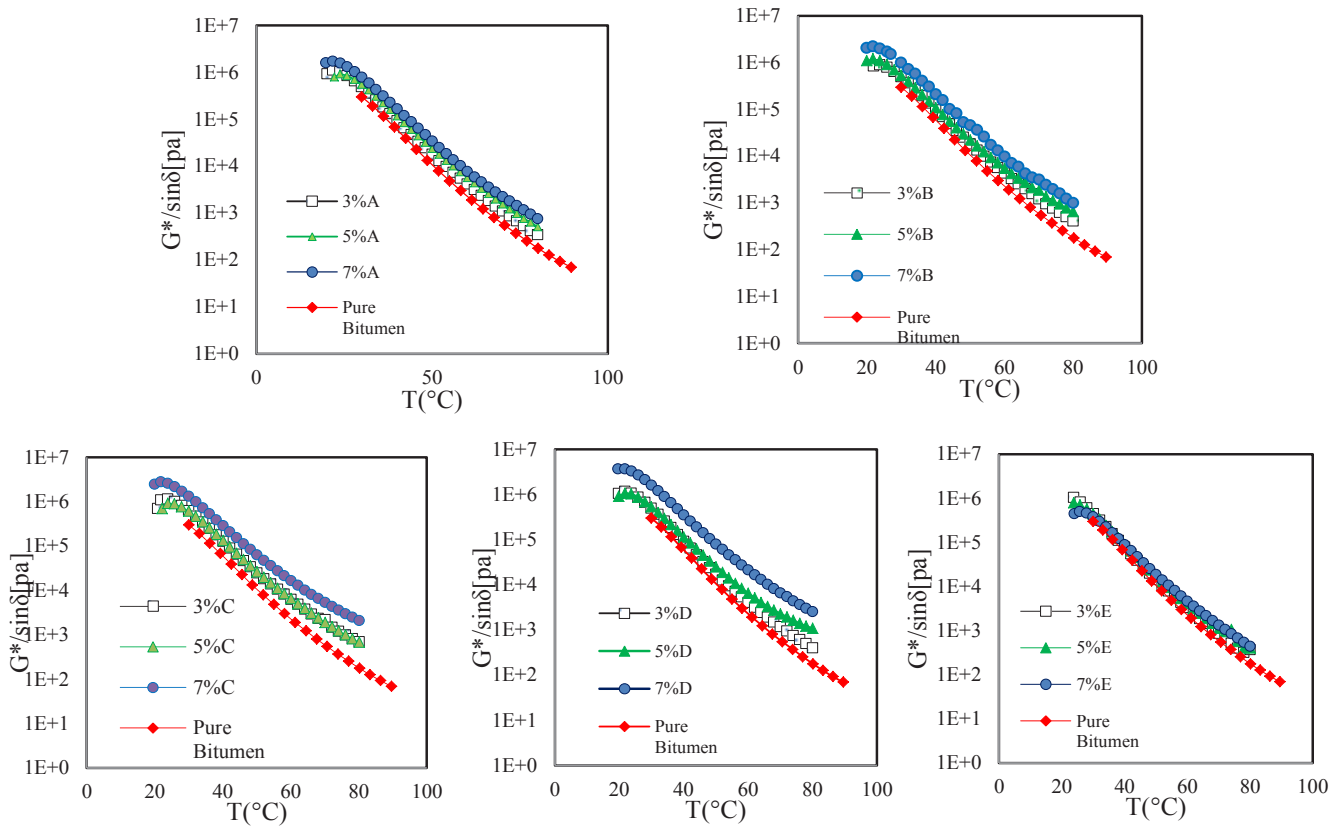 1E+7
1E+6
1E+5
1E+4
1E+3
1E+2
1E+1
1E+0
G*/sinδ[pa]
3%A
5%A
7%A
Pure
Bitumen
0
50
100
T(°C)
1E+7
1E+6
1E+5
1E+4
1E+3
1E+2
1E+1
1E+0
G*/sinδ[pa]
3%B
5%B
7%B
Pure
Bitumen
0
20
40
60
80
100
T(°C)
1E+7
1E+6
1E+5
1E+4
1E+3
1E+2
1E+1
1E+0
G*/sinδ[pa]
3%C
5%C
7%C
Pure
Bitumen
0
20
40
60
80
100
T(°C)
1E+7
1E+6
1E+5
1E+4
1E+3
1E+2
1E+1
1E+0
G*/sinδ[pa]
3%D
5%D
7%D
Pure
Bitumen
0
20
40
60
80
100
T(°C)
1E+7
1E+6
1E+5
1E+4
1E+3
1E+2
1E+1
1E+0
G*/sinδ[pa]
3%E
5%E
7%E
Pure
Bitumen
0
20
40
60
80
100
T(°C)